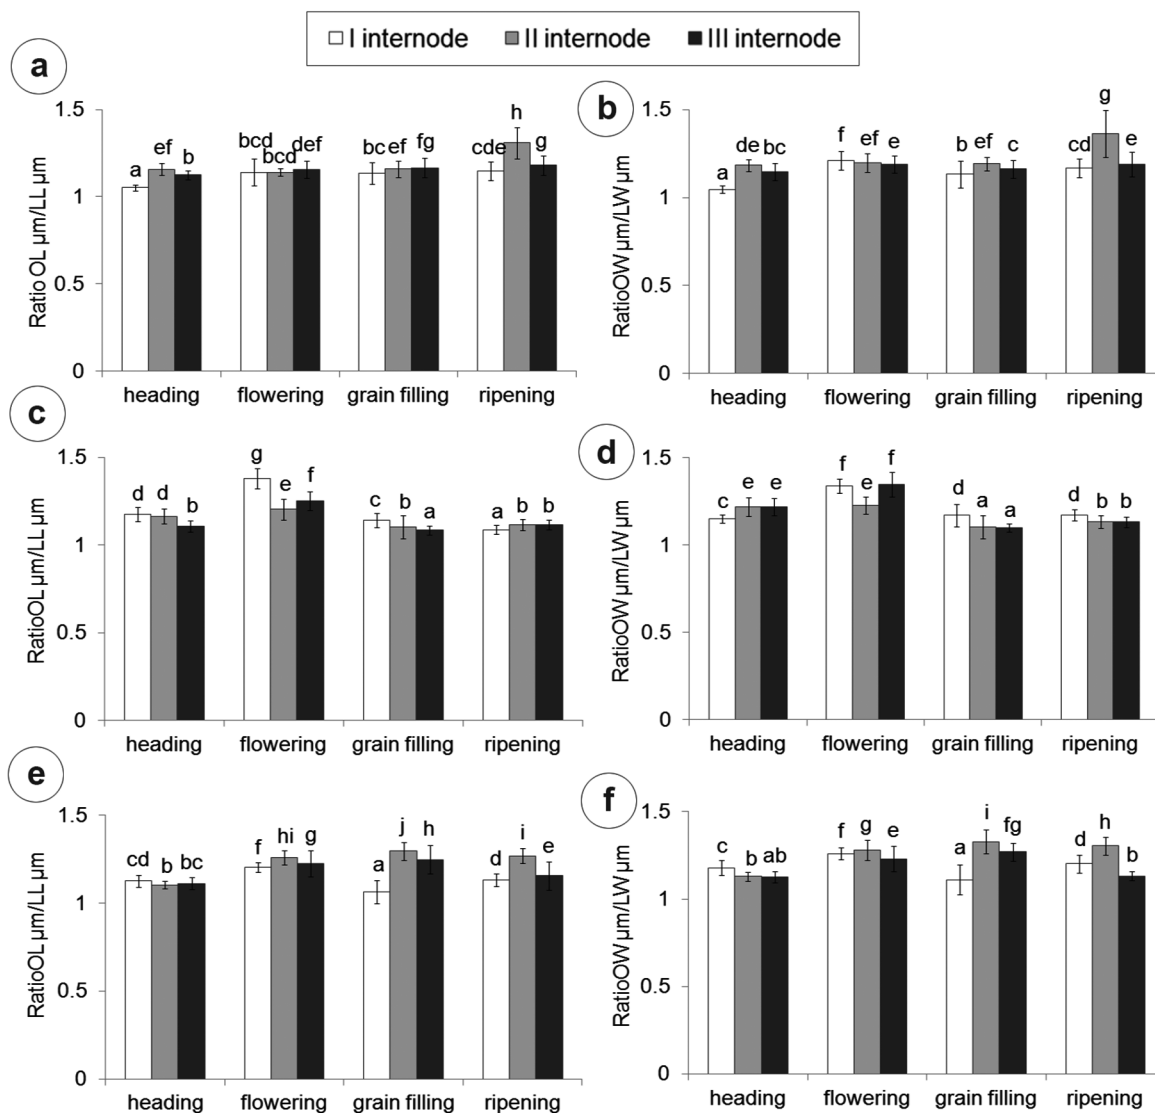 I internode II internode III internode
a
Ratio OL µm/LL µm
1.5
1
0.5
0
a ef b bcd bcd def bc ef fg cde h g
heading flowering grain filling ripening
b
RatioOW µm/LW µm
1.5
1
0.5
0
a de bc f ef e b ef c cd g e
heading flowering grain filling ripening
c
RatioOL µm/LL µm
1.5
1
0.5
0
d d b g e f c b a a b b
heading flowering grain filling ripening
d
RatioOW µm/LW µm
1.5
1
0.5
0
c e e f e f d a a d b b
heading flowering grain filling ripening
e
RatioOL µm/LL µm
1.5
1
0.5
0
cd b bc f hi g a j h d i e
heading flowering grain filling ripening
f
RatioOW µm/LW µm
1.5
1
0.5
0
c b ab f g e a i fg d h b
heading flowering grain filling ripening